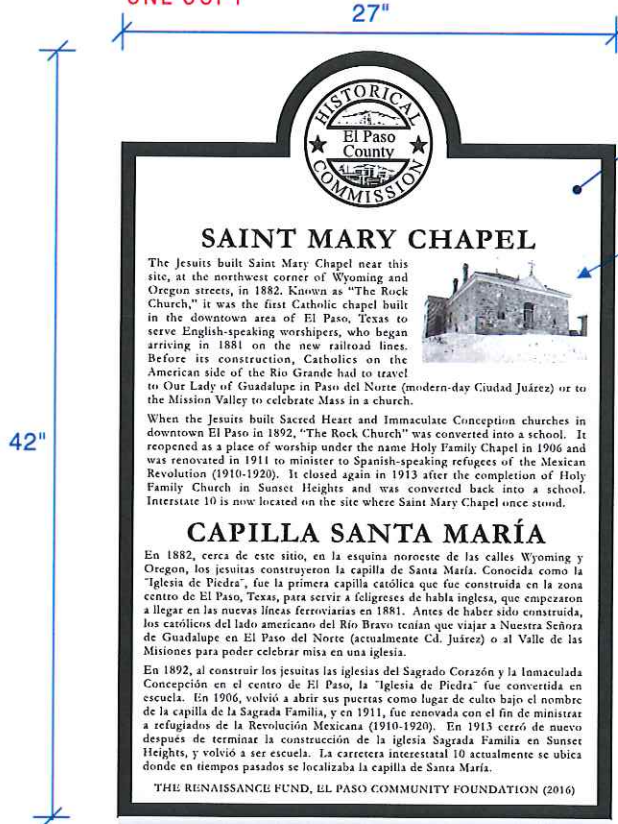 ONE COPY
27"
HISTORICAL
El Paso
County
COMMISSION
42"
SAINT MARY CHAPEL
The Jesuits built Saint Mary Chapel near this
site, at the northwest corner of Wyoming and
Oregon streets, in 1882. Known as "The Rock
Church," it was the first Catholic chapel built
in the downtown area of El Paso, Texas to
serve English-speaking worshipers, who began
arriving in 1881 on the new railroad lines.
Before its construction, Catholics on the
American side of the Rio Grande had to travel
to Our Lady of Guadalupe in Paso del Norte (modern-day Ciudad Juárez) or to
the Mission Valley to celebrate Mass in a church.
When the Jesuits built Sacred Heart and Immaculate Conception churches in
downtown El Paso in 1892, "The Rock Church" was converted into a school. It
reopened as a place of worship under the name Holy Family Chapel in 1906 and
was renovated in 1911 to minister to Spanish-speaking refugees of the Mexican
Revolution (1910-1920). It closed again in 1913 after the completion of Holy
Family Church in Sunset Heights and was converted back into a school.
Interstate 10 is now located on the site where Saint Mary Chapel once stood.
CAPILLA SANTA MARÍA
En 1882, cerca de este sitio, en la esquina noroeste de las calles Wyoming y
Oregon, los jesuitas construyeron la capilla de Santa María. Conocida como la
"Iglesia de Piedra", fue la primera capilla católica que fue construida en la zona
centro de El Paso, Texas, para servir a feligreses de habla inglesa, que empezaron
a llegar en las nuevas líneas ferroviarias en 1881. Antes de haber sido construida,
los católicos del lado americano del Río Bravo tenían que viajar a Nuestra Señora
de Guadalupe en El Paso del Norte (actualmente Cd. Juárez) o al Valle de las
Misiones para poder celebrar misa en una iglesia.
En 1892, al construir los jesuitas las iglesias del Sagrado Corazón y la Inmaculada
Concepción en el centro de El Paso, la "Iglesia de Piedra" fue convertida en
escuela. En 1906, volvió a abrir sus puertas como lugar de culto bajo el nombre
de la capilla de la Sagrada Familia, y en 1911, fue renovada con el fin de ministrar
a refugiados de la Revolución Mexicana (1910-1920). En 1913 cerró de nuevo
después de terminar la construcción de la iglesia Sagrada Familia en Sunset
Heights, y volvió a ser escuela. La carretera interestatal 10 actualmente se ubica
donde en tiempos pasados se localizaba la capilla de Santa María.
THE RENAISSANCE FUND, EL PASO COMMUNITY FOUNDATION (2016)